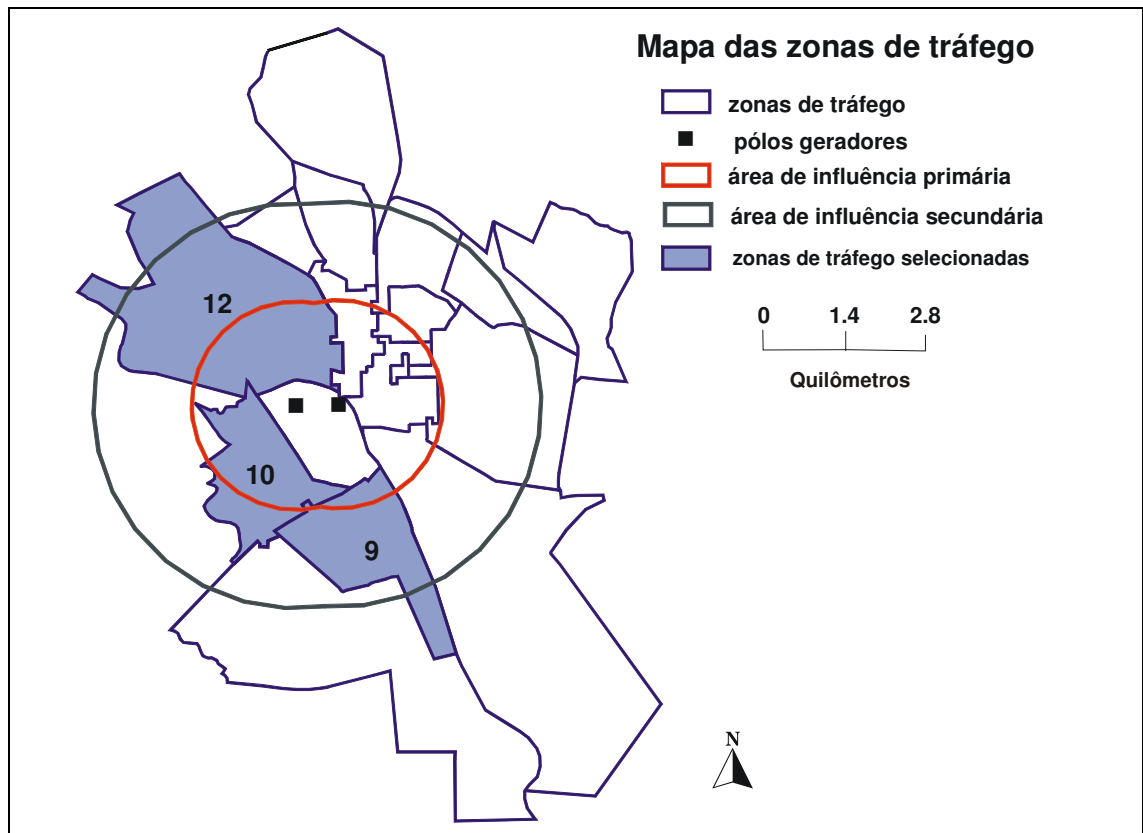 Mapa das zonas de tráfego
zonas de tráfego
pólos geradores
área de influência primária
área de influência secundária
zonas de tráfego selecionadas
0 1.4 2.8
Quilômetros
12
10
9
N